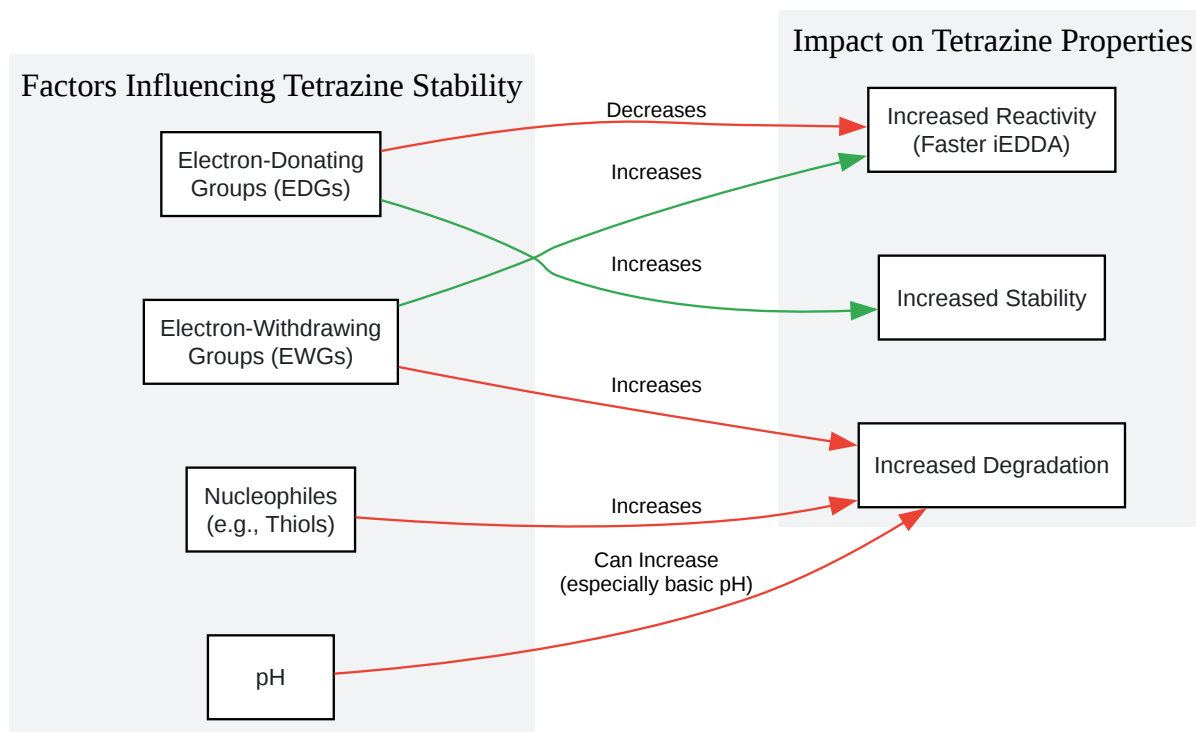 Factors Influencing Tetrazine Stability
Electron-Donating
Groups (EDGs)
Electron-Withdrawing
Groups (EWGs)
Nucleophiles
(e.g., Thiols)
pH
Decreases
Increases
Increases
Increases
Increases
Can Increase
(especially basic pH)
Impact on Tetrazine Properties
Increased Reactivity
(Faster iEDDA)
Increased Stability
Increased Degradation